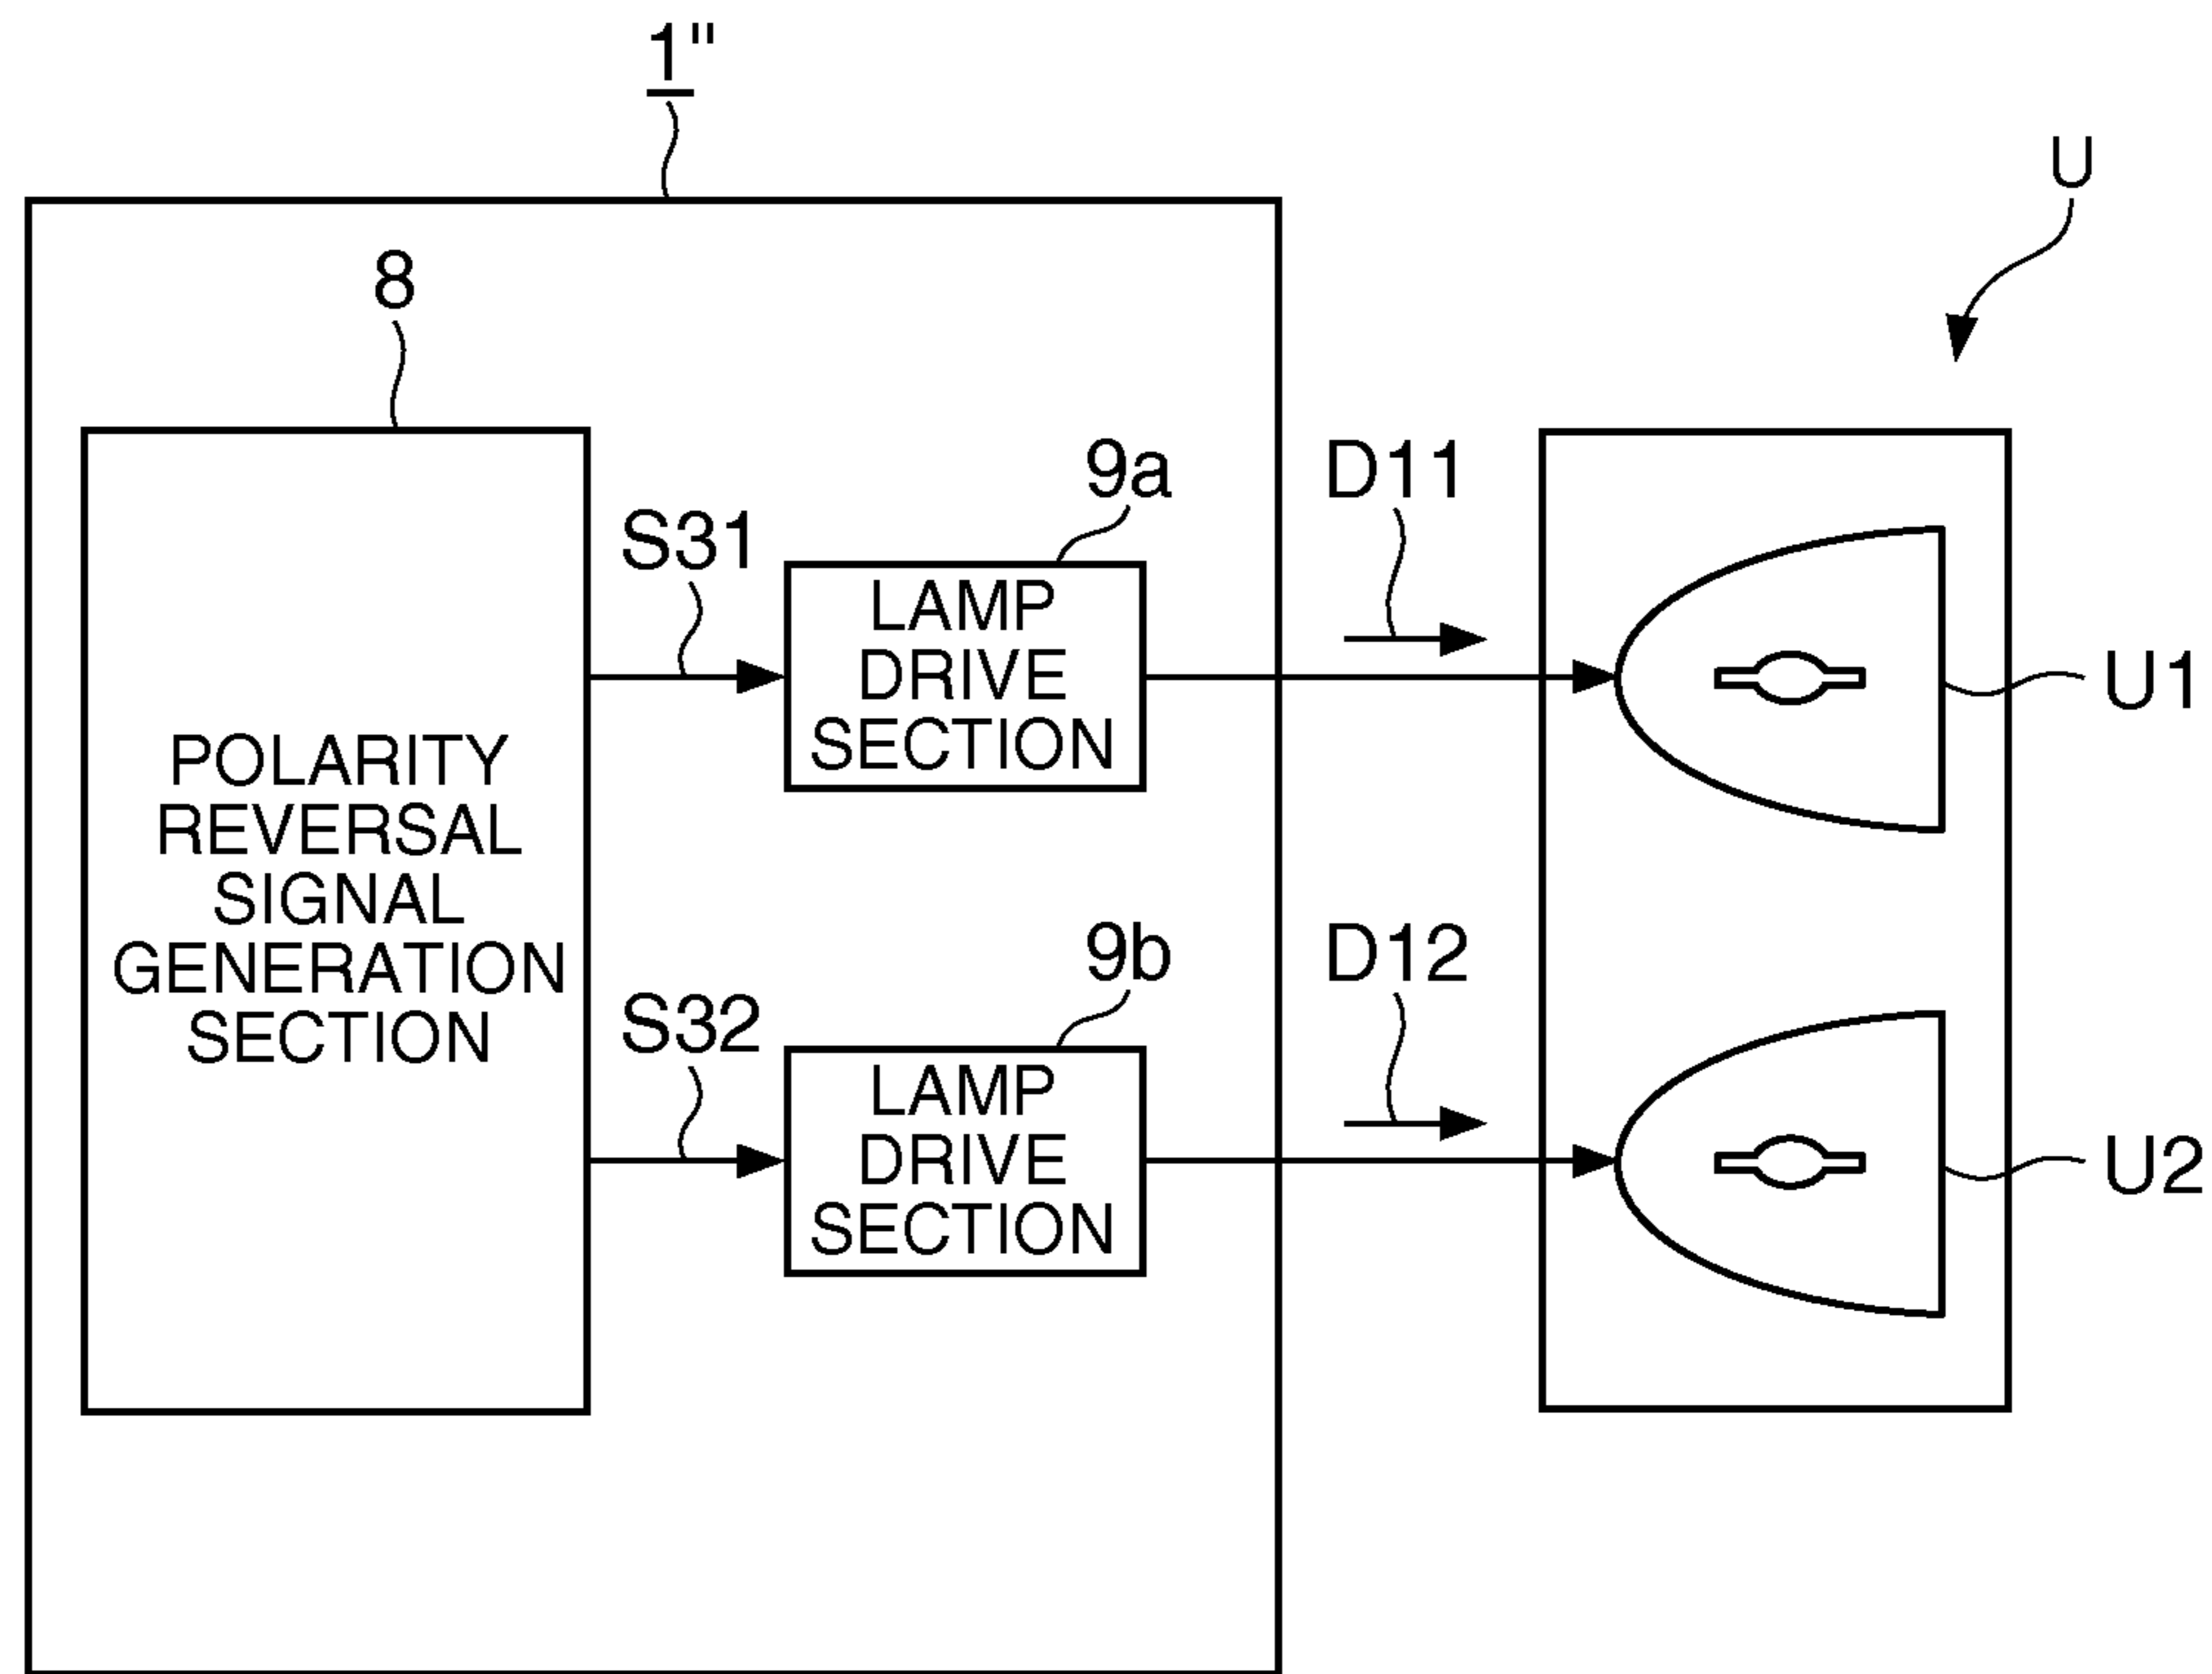 1"
U
8
9a
D11
S31
LAMP
DRIVE
SECTION
U1
POLARITY
REVERSAL
SIGNAL
GENERATION
SECTION
9b
D12
S32
LAMP
DRIVE
SECTION
U2